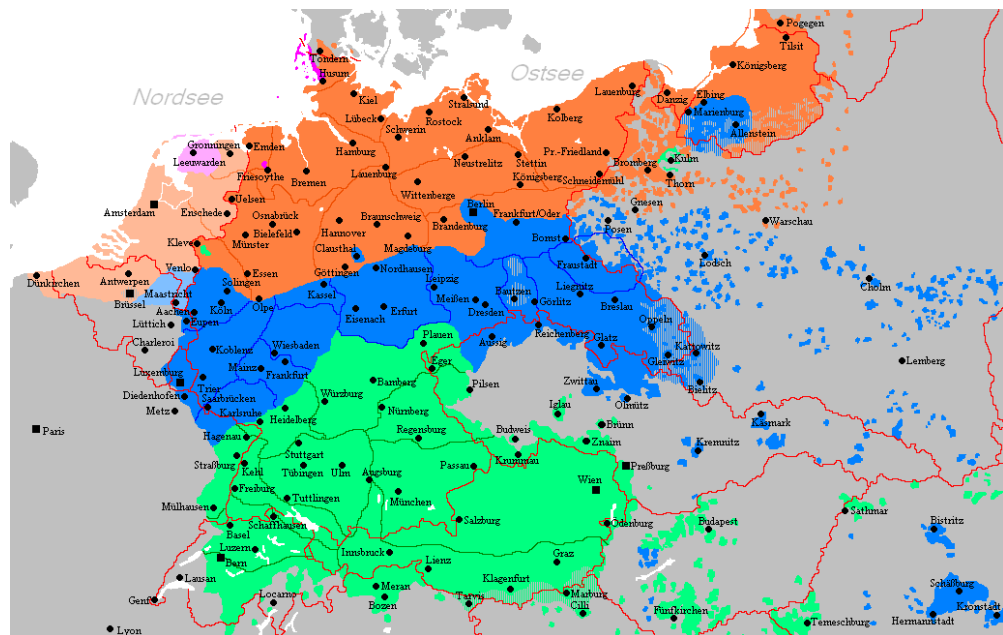 Pogegen
Tilsit
Tondern
Husum
Ostsee
Königsberg
Nordsee
Kiel
Stralsund
Lauenburg
Danzig
Elbing
Marienburg
Lübeck
Rostock
Kolberg
Schwerin
Anklam
Allenstein
Gronnungen
Leeuwarden
Emden
Hamburg
Neustrelitz
Stettin
Pr.-Friedland
Bromberg
Kulm
Friesoythe
Bremen
Lauenburg
Wittenberge
Königsberg
Schneidemühl
Thorn
Amsterdam
Enschede
Uelsen
Osnabrück
Braunschweig
Berlin
Frankfurt/Oder
Gnesen
Posen
Warschau
Münster
Bielefeld
Hannover
Brandenburg
Magdeburg
Bomst
Kleve
Clausthal
Fraustadt
Lodsch
Venlo
Essen
Göttingen
Nordhausen
Cholm
Dünkirchen
Antwerpen
Solingen
Kassel
Leipzig
Bautzen
Liegnitz
Brüssel
Maastricht
Köln
Olpe
Meißen
Dresden
Görlitz
Breslau
Aachen
Eisenach
Erfurt
Lüttich
Eupen
Reichenberg
Oppeln
Charleroi
Koblenz
Wiesbaden
Plauen
Aussig
Glatz
Gleiwitz
Kattowitz
Lemberg
Luxemburg
Mainz
Frankfurt
Eger
Trier
Bamberg
Pilsen
Zwittau
Bielitz
Diedenhofen
Saarbrücken
Würzburg
Olmütz
Metz
Karlsruhe
Heidelberg
Nürnberg
Iglau
Brünn
Käsmark
Paris
Hagenau
Regensburg
Budweis
Znaim
Kremnitz
Stuttgart
Krummau
Straßburg
Kehl
Tübingen
Ulm
Augsburg
Passau
Preßburg
Wien
Freiburg
Tuttlingen
München
Mülhausen
Schaffhausen
Salzburg
Ödenburg
Budapest
Sathmar
Basel
Bistritz
Luzern
Bern
Innsbruck
Lienz
Graz
Lausan
Meran
Klagenfurt
Schäßburg
Genf
Locarno
Bozen
Tarvis
Marburg
Cilli
Fünfkirchen
Temeschburg
Hermannstadt
Kronstadt
Lyon